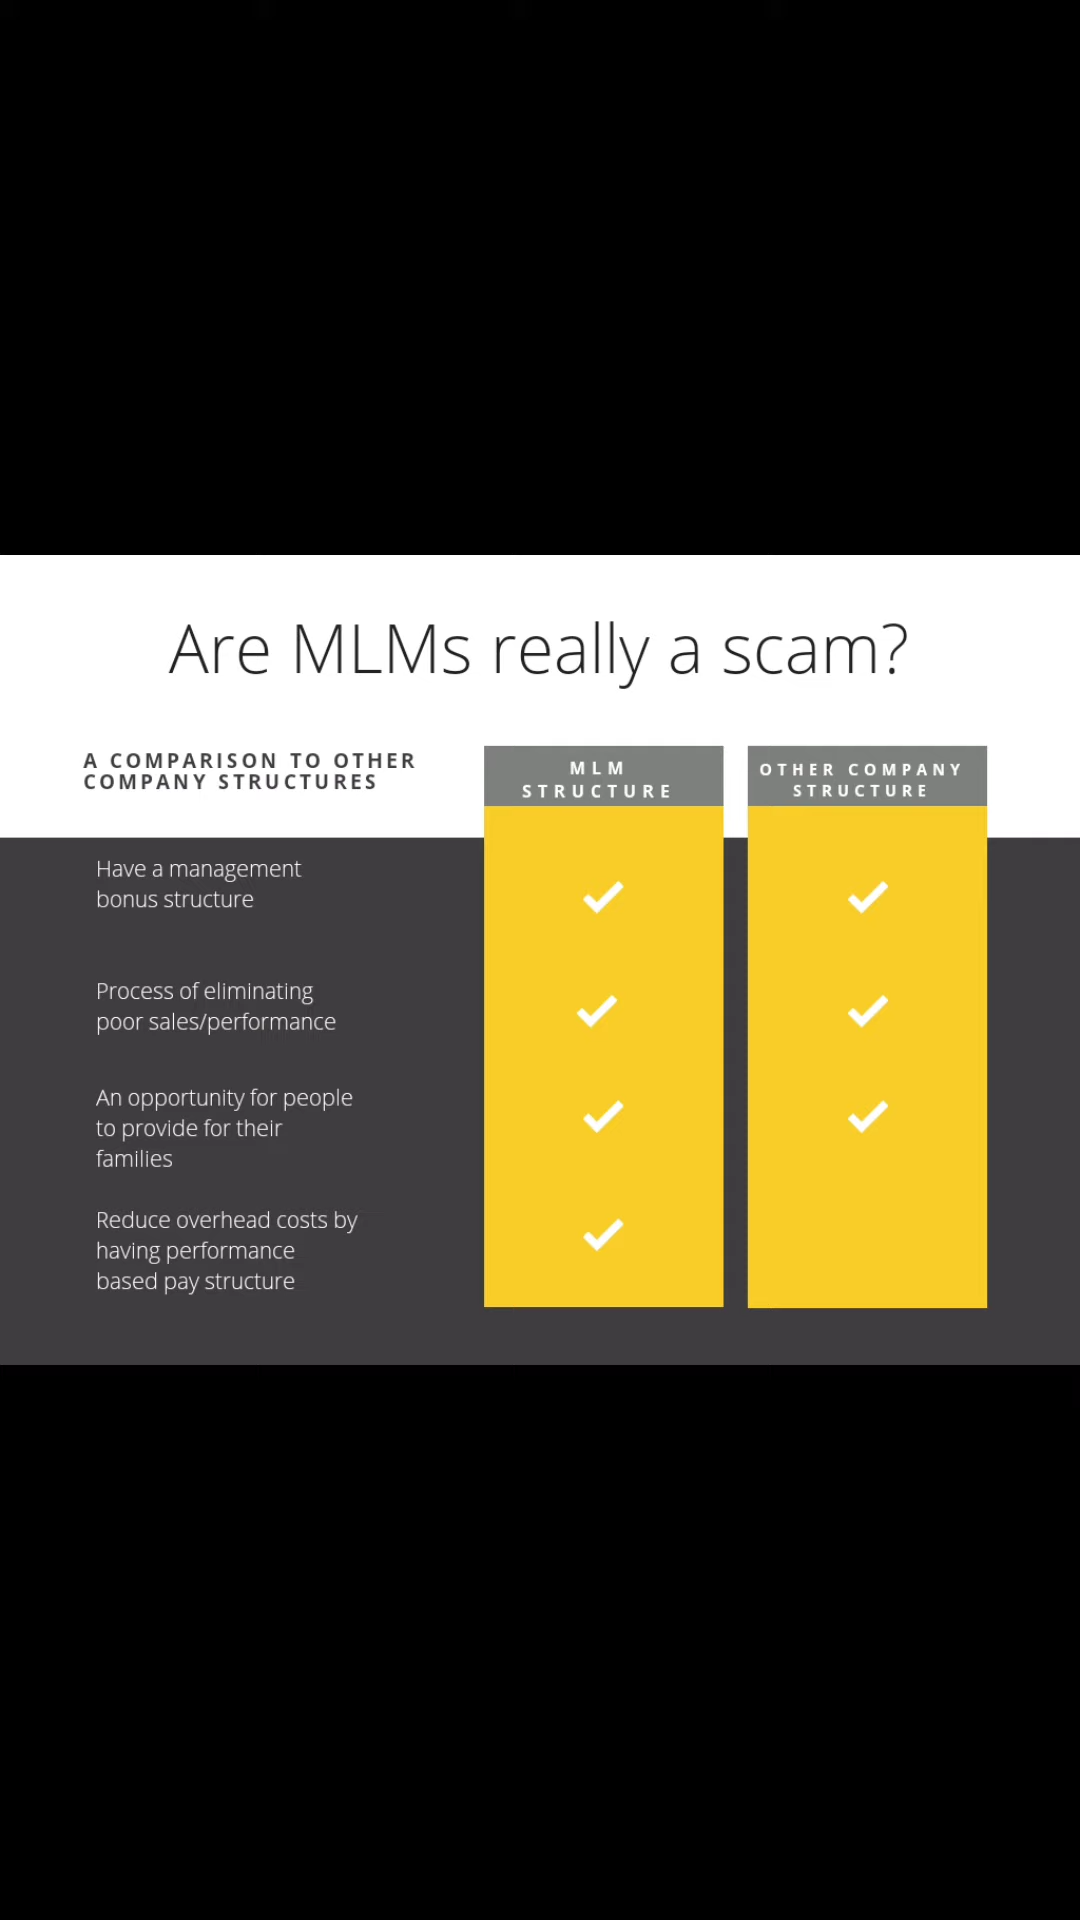 Are MLMs really a scam?
A COMPARISON TO OTHER
COMPANY STRUCTURES
MLM
STRUCTURE
OTHER COMPANY
STRUCTURE
Have a management
bonus structure
Process of eliminating
poor sales/performance
An opportunity for people
to provide for their
families
Reduce overhead costs by
having performance
based pay structure